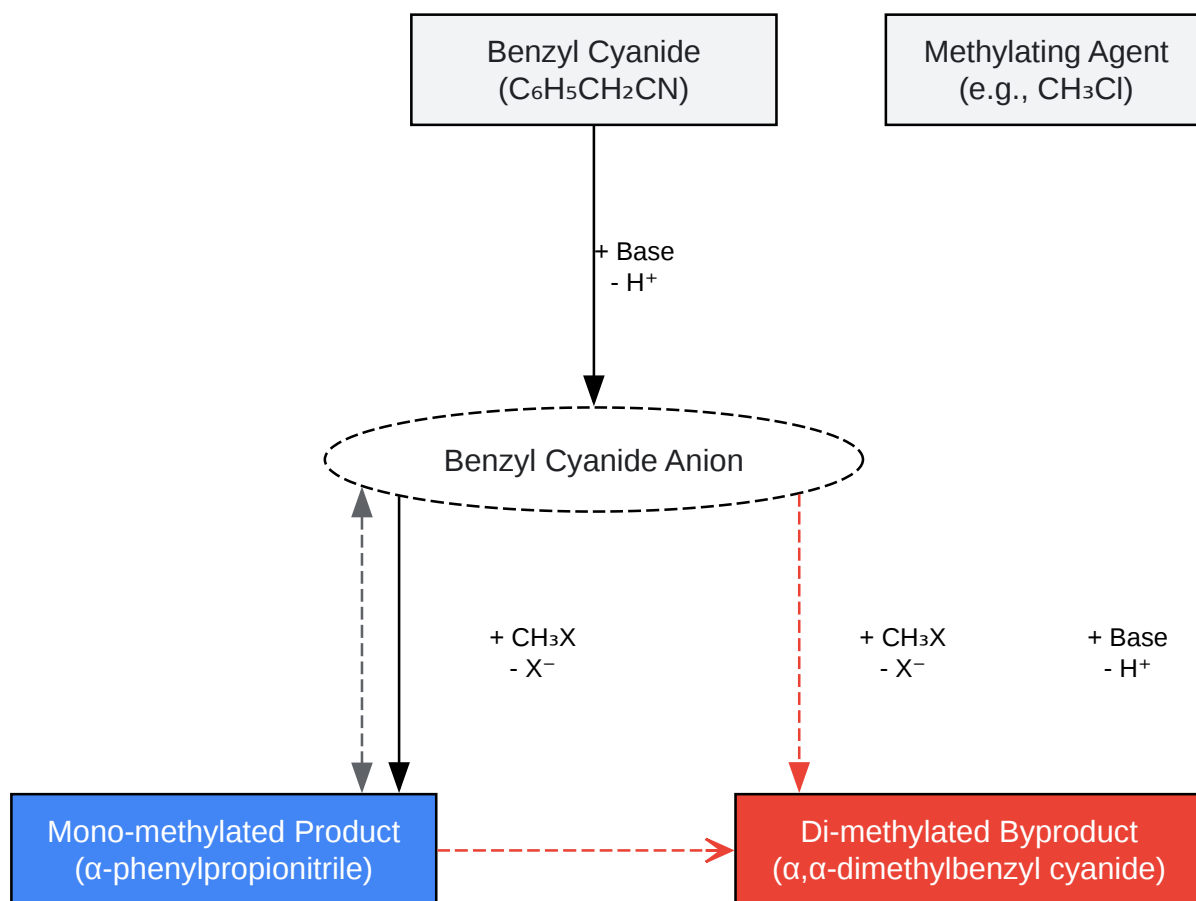 Benzyl Cyanide
(C₆H₅CH₂CN)
Methylating Agent
(e.g., CH₃Cl)
+ Base
- H⁺
Benzyl Cyanide Anion
+ CH₃X
- X⁻
+ CH₃X
- X⁻
+ Base
- H⁺
Mono-methylated Product
(α-phenylpropionitrile)
Di-methylated Byproduct
(α,α-dimethylbenzyl cyanide)